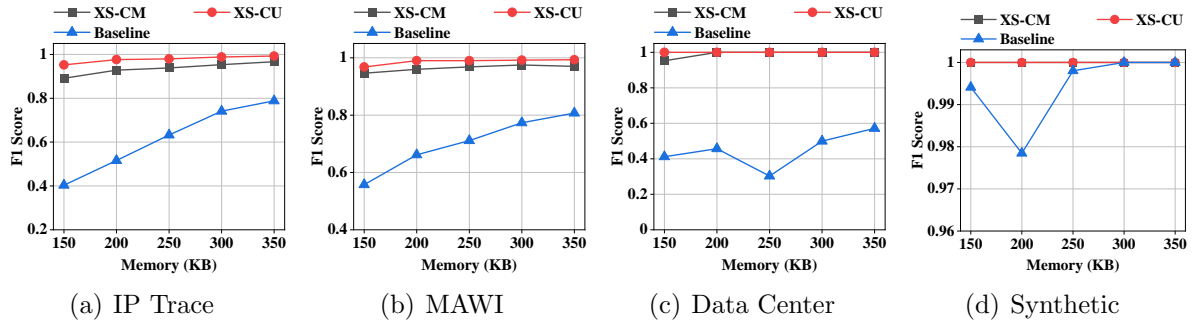 XS-CM XS-CU
Baseline
F1 Score
1
0.8
0.6
0.4
0.2
150 200 250 300 350
Memory (KB)
(a) IP Trace
XS-CM XS-CU
Baseline
F1 Score
1
0.8
0.6
0.4
150 200 250 300 350
Memory (KB)
(b) MAWI
XS-CM XS-CU
Baseline
F1 Score
1
0.8
0.6
0.4
0.2
0
150 200 250 300 350
Memory (KB)
(c) Data Center
XS-CM XS-CU
Baseline
F1 Score
1
0.99
0.98
0.97
0.96
150 200 250 300 350
Memory (KB)
(d) Synthetic